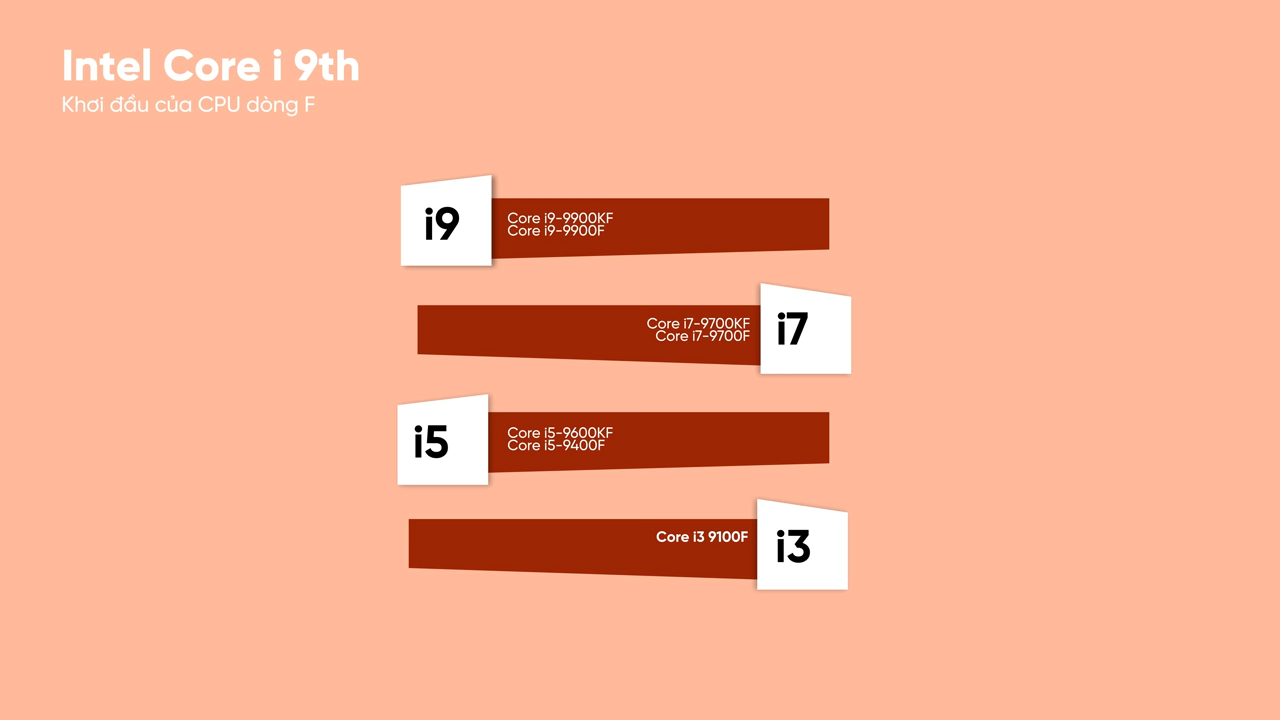 Intel Core i 9th
Khơi đầu của CPU dòng F
i9
Core i9-9900KF
Core i9-9900F
Core i7-9700KF
Core i7-9700F
i7
i5
Core i5-9600KF
Core i5-9400F
Core i3 9100F
i3